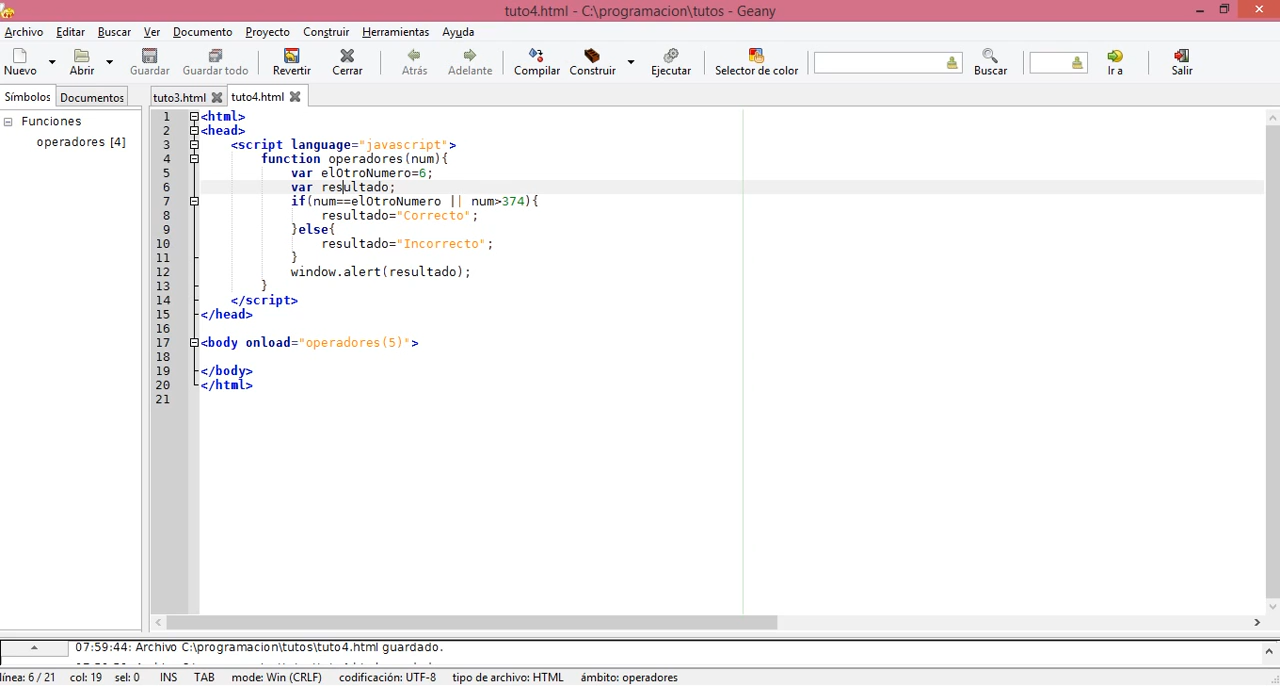 tuto4.html - C:\programacion\tutos - Geany
Archivo Editar Buscar Ver Documento Proyecto Construir Herramientas Ayuda
Nuevo Abrir Guardar Guardar todo Revertir Cerrar Atrás Adelante Compilar Construir Ejecutar Selector de color Buscar Ir a Salir
Símbolos Documentos tuto3.html tuto4.html
Funciones
operadores [4]
1 <html>
2 <head>
3 <script language="javascript">
4 function operadores(num){
5 var elOtroNumero=6;
6 var resultado;
7 if(num==elOtroNumero || num>374){
8 resultado="Correcto";
9 }else{
10 resultado="Incorrecto";
11 }
12 window.alert(resultado);
13 }
14 </script>
15 </head>
16
17 <body onload="operadores(5)">
18
19 </body>
20 </html>
21
07:59:44: Archivo C:\programacion\tutos\tuto4.html guardado.
línea: 6 / 21 col: 19 sel: 0 INS TAB mode: Win (CRLF) codificación: UTF-8 tipo de archivo: HTML ámbito: operadores